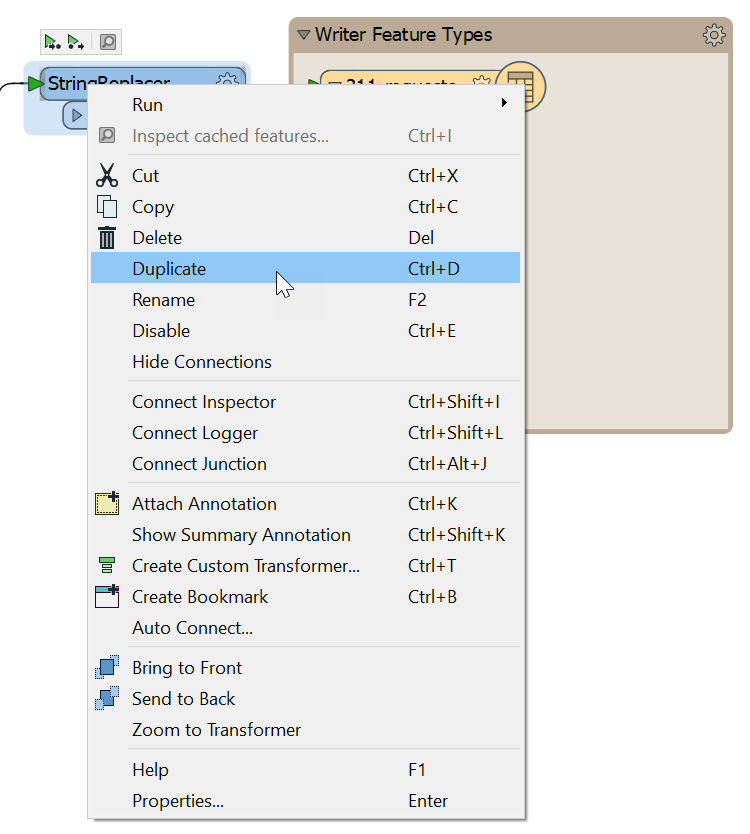 Writer Feature Types
StringReplacer
311_requests
Run
Inspect cached features... Ctrl+I
Cut Ctrl+X
Copy Ctrl+C
Delete Del
Duplicate Ctrl+D
Rename F2
Disable Ctrl+E
Hide Connections
Connect Inspector Ctrl+Shift+I
Connect Logger Ctrl+Shift+L
Connect Junction Ctrl+Alt+J
Attach Annotation Ctrl+K
Show Summary Annotation Ctrl+Shift+K
Create Custom Transformer... Ctrl+T
Create Bookmark Ctrl+B
Auto Connect...
Bring to Front
Send to Back
Zoom to Transformer
Help F1
Properties... Enter